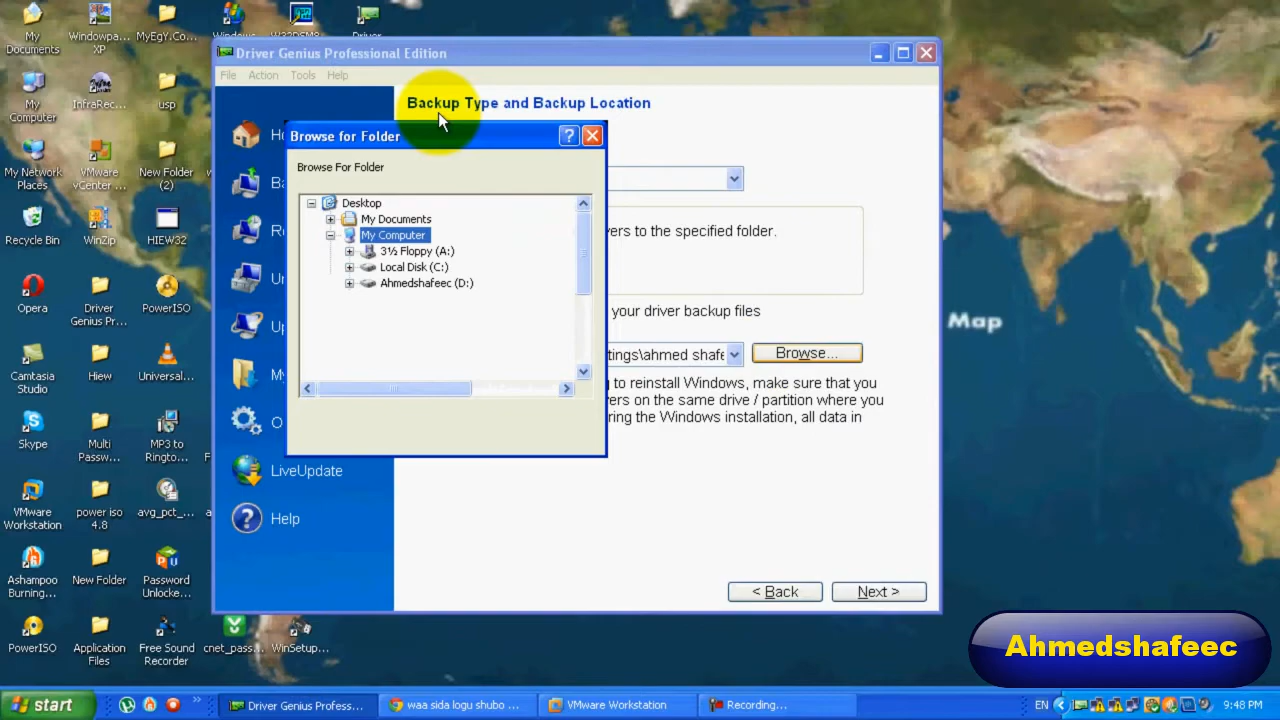 My Documents
Windowpa... XP
MyEgY.Co...
Windows
W32DSM8...
Driver
My Computer
InfraRec...
usp
My Network Places
VMware vCenter ...
New Folder (2)
Recycle Bin
WinZip
HIEW32
Opera
Driver Genius Pr...
PowerISO
Camtasia Studio
Hiew
Universal...
Skype
Multi Passw...
MP3 to Ringto...
VMware Workstation
power iso 4.8
avg_pct_...
Ashampoo Burning...
New Folder
Password Unlocke...
PowerISO
Application Files
Free Sound Recorder
cnet_pass...
WinSetup...
Driver Genius Professional Edition
File Action Tools Help
Backup Type and Backup Location
Browse for Folder
Browse For Folder
Desktop
My Documents
My Computer
3½ Floppy (A:)
Local Disk (C:)
Ahmedshafeec (D:)
vers to the specified folder.
your driver backup files
tings\ahmed shafe
Browse...
g to reinstall Windows, make sure that you
ers on the same drive / partition where you
ring the Windows installation, all data in
LiveUpdate
Help
< Back
Next >
Map
Ahmedshafeec
start
Driver Genius Profess...
waa sida logu shubo ...
VMware Workstation
Recording...
EN
9:48 PM